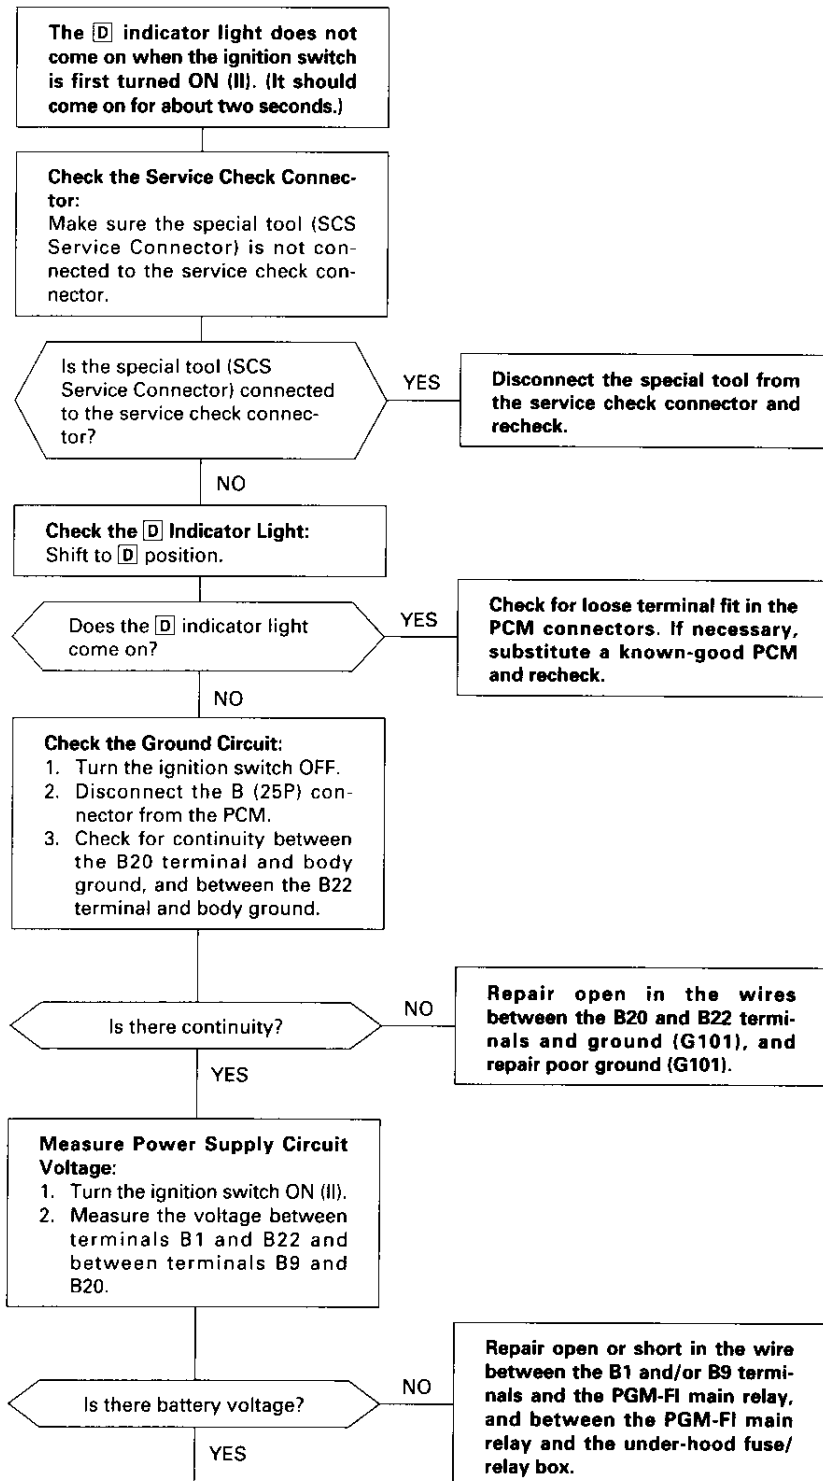 The D indicator light does not
come on when the ignition switch
is first turned ON (II). (It should
come on for about two seconds.)
Check the Service Check Connec-
tor:
Make sure the special tool (SCS
Service Connector) is not con-
nected to the service check con-
nector.
Is the special tool (SCS
Service Connector) connected
to the service check connec-
tor?
YES
Disconnect the special tool from
the service check connector and
recheck.
NO
Check the D Indicator Light:
Shift to D position.
Does the D indicator light
come on?
YES
Check for loose terminal fit in the
PCM connectors. If necessary,
substitute a known-good PCM
and recheck.
NO
Check the Ground Circuit:
1. Turn the ignition switch OFF.
2. Disconnect the B (25P) con-
nector from the PCM.
3. Check for continuity between
the B20 terminal and body
ground, and between the B22
terminal and body ground.
Is there continuity?
NO
Repair open in the wires
between the B20 and B22 termi-
nals and ground (G101), and
repair poor ground (G101).
YES
Measure Power Supply Circuit
Voltage:
1. Turn the ignition switch ON (II).
2. Measure the voltage between
terminals B1 and B22 and
between terminals B9 and
B20.
Is there battery voltage?
NO
Repair open or short in the wire
between the B1 and/or B9 termi-
nals and the PGM-FI main relay,
and between the PGM-FI main
relay and the under-hood fuse/
relay box.
YES